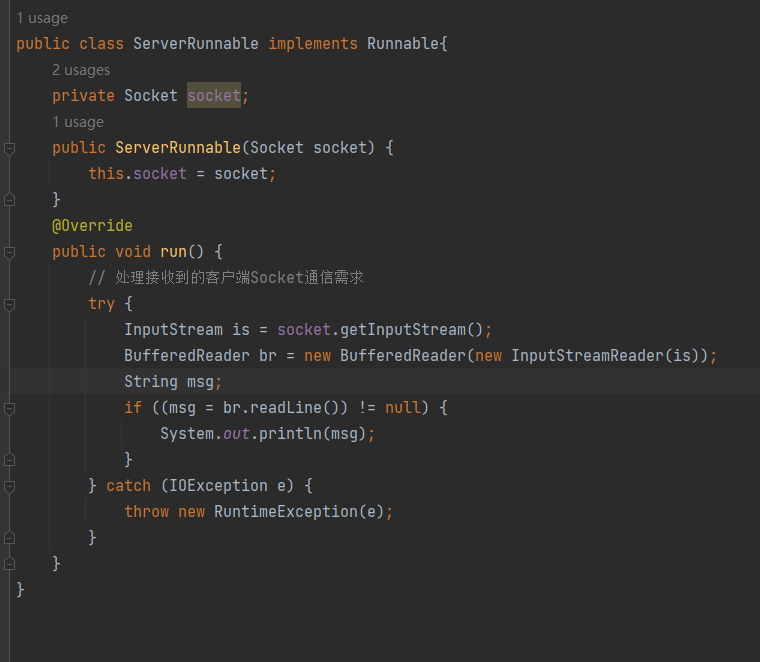 1 usage
public class ServerRunnable implements Runnable{
2 usages
private Socket socket;
1 usage
public ServerRunnable(Socket socket) {
this.socket = socket;
}
@Override
public void run() {
// 处理接收到的客户端Socket通信需求
try {
InputStream is = socket.getInputStream();
BufferedReader br = new BufferedReader(new InputStreamReader(is));
String msg;
if ((msg = br.readLine()) != null) {
System.out.println(msg);
}
} catch (IOException e) {
throw new RuntimeException(e);
}
}
}